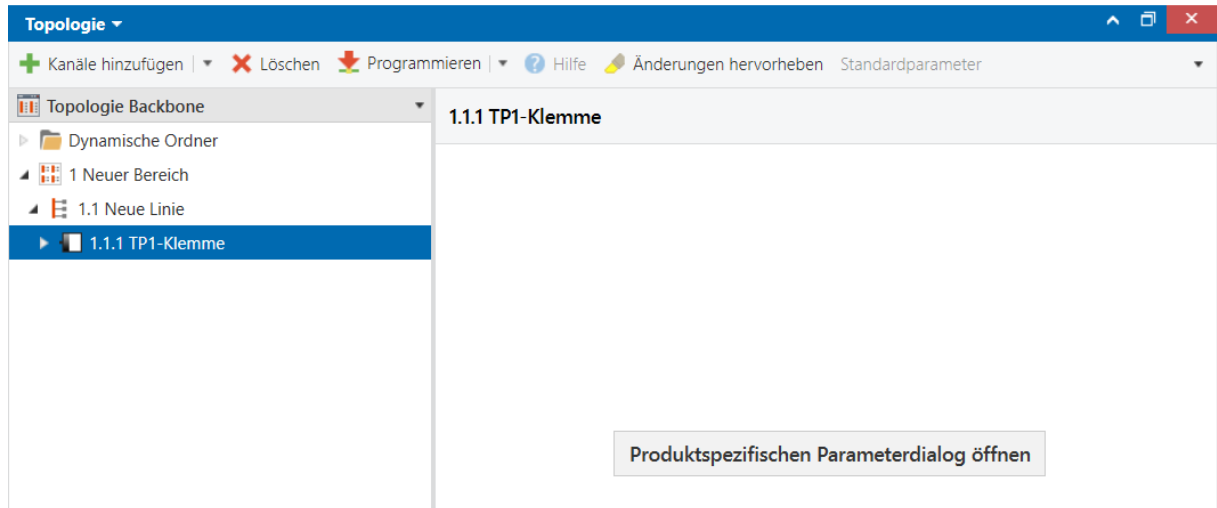 Topologie
Kanäle hinzufügen Löschen Programmieren Hilfe Änderungen hervorheben Standardparameter
Topologie Backbone
1.1.1 TP1-Klemme
Dynamische Ordner
1 Neuer Bereich
1.1 Neue Linie
1.1.1 TP1-Klemme
Produktspezifischen Parameterdialog öffnen